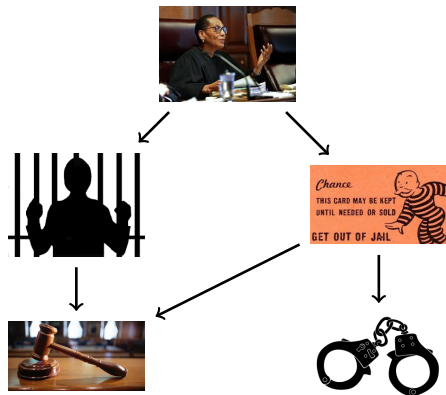 Chance
THIS CARD MAY BE KEPT
UNTIL NEEDED OR SOLD
GET OUT OF JAIL